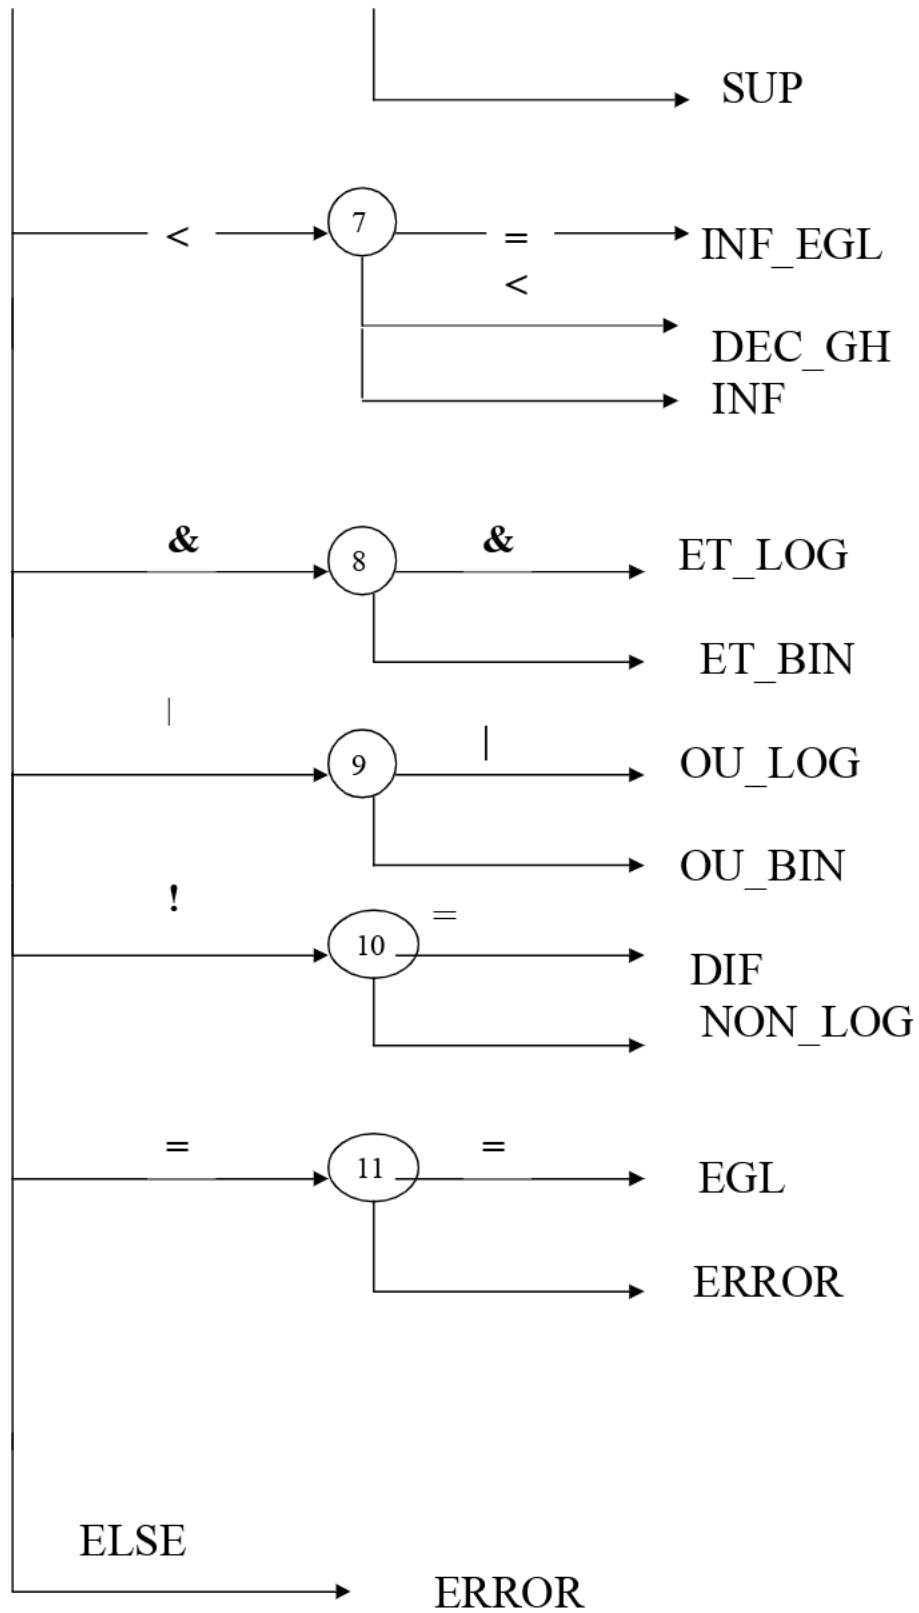 SUP
< 7 = INF_EGL
<
DEC_GH
INF
& 8 & ET_LOG
ET_BIN
|
9 | OU_LOG
OU_BIN
!
10 = DIF
NON_LOG
= 11 = EGL
ERROR
ELSE
ERROR